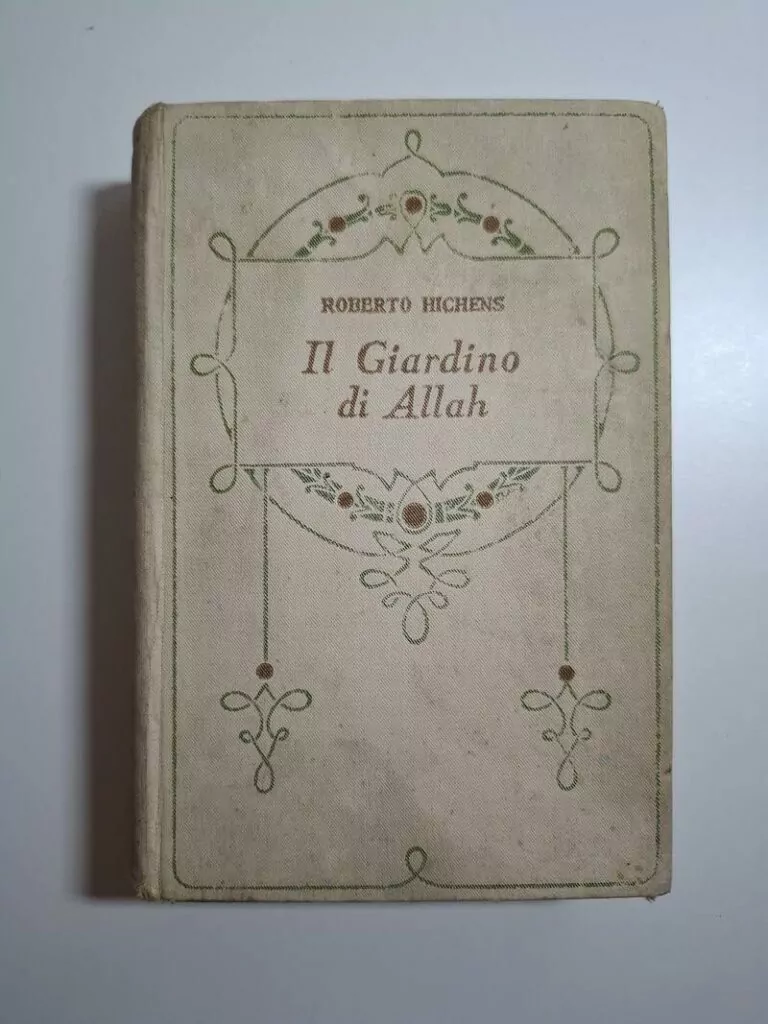 ROBERTO HICHENS
Il Giardino
di Allah